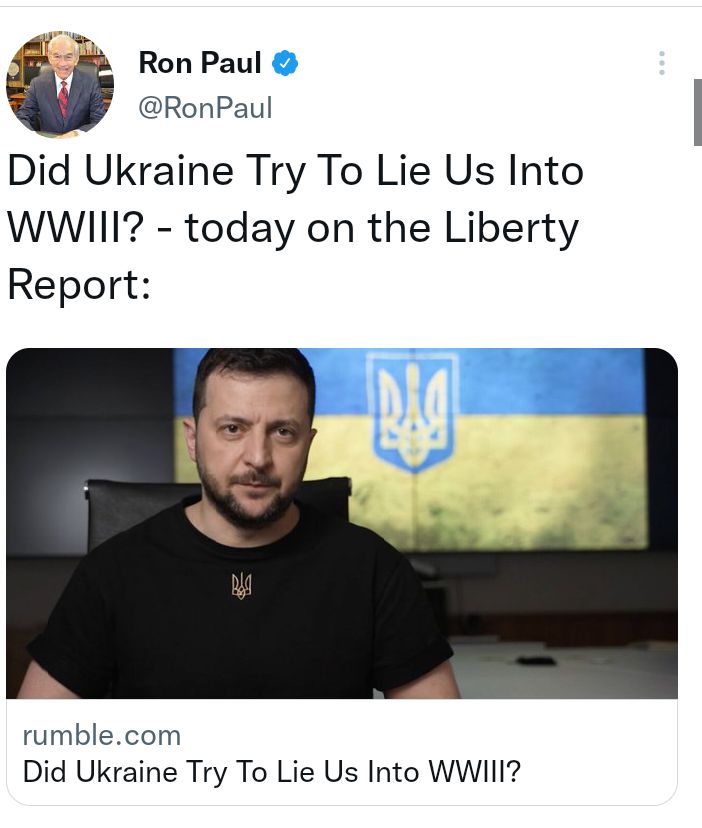 Ron Paul
@RonPaul
Did Ukraine Try To Lie Us Into
WWIII? - today on the Liberty
Report:
rumble.com
Did Ukraine Try To Lie Us Into WWIII?